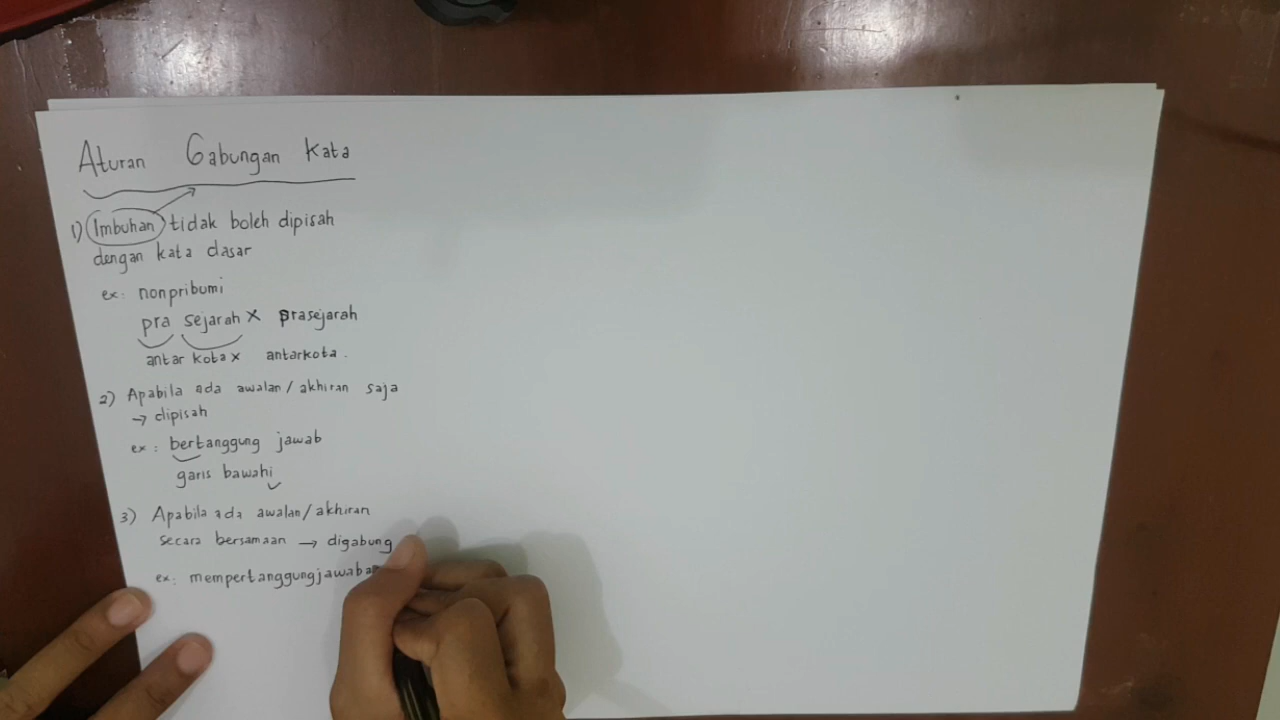 Aturan Gabungan Kata
1) Imbuhan tidak boleh dipisah
dengan kata dasar
ex: nonpribumi
pra sejarah x prasejarah
antar kota x antarkota.
2) Apabila ada awalan/akhiran saja
→ dipisah
ex: bertanggung jawab
garis bawahi
3) Apabila ada awalan/akhiran
secara bersamaan → digabung
ex: mempertanggungjawaban